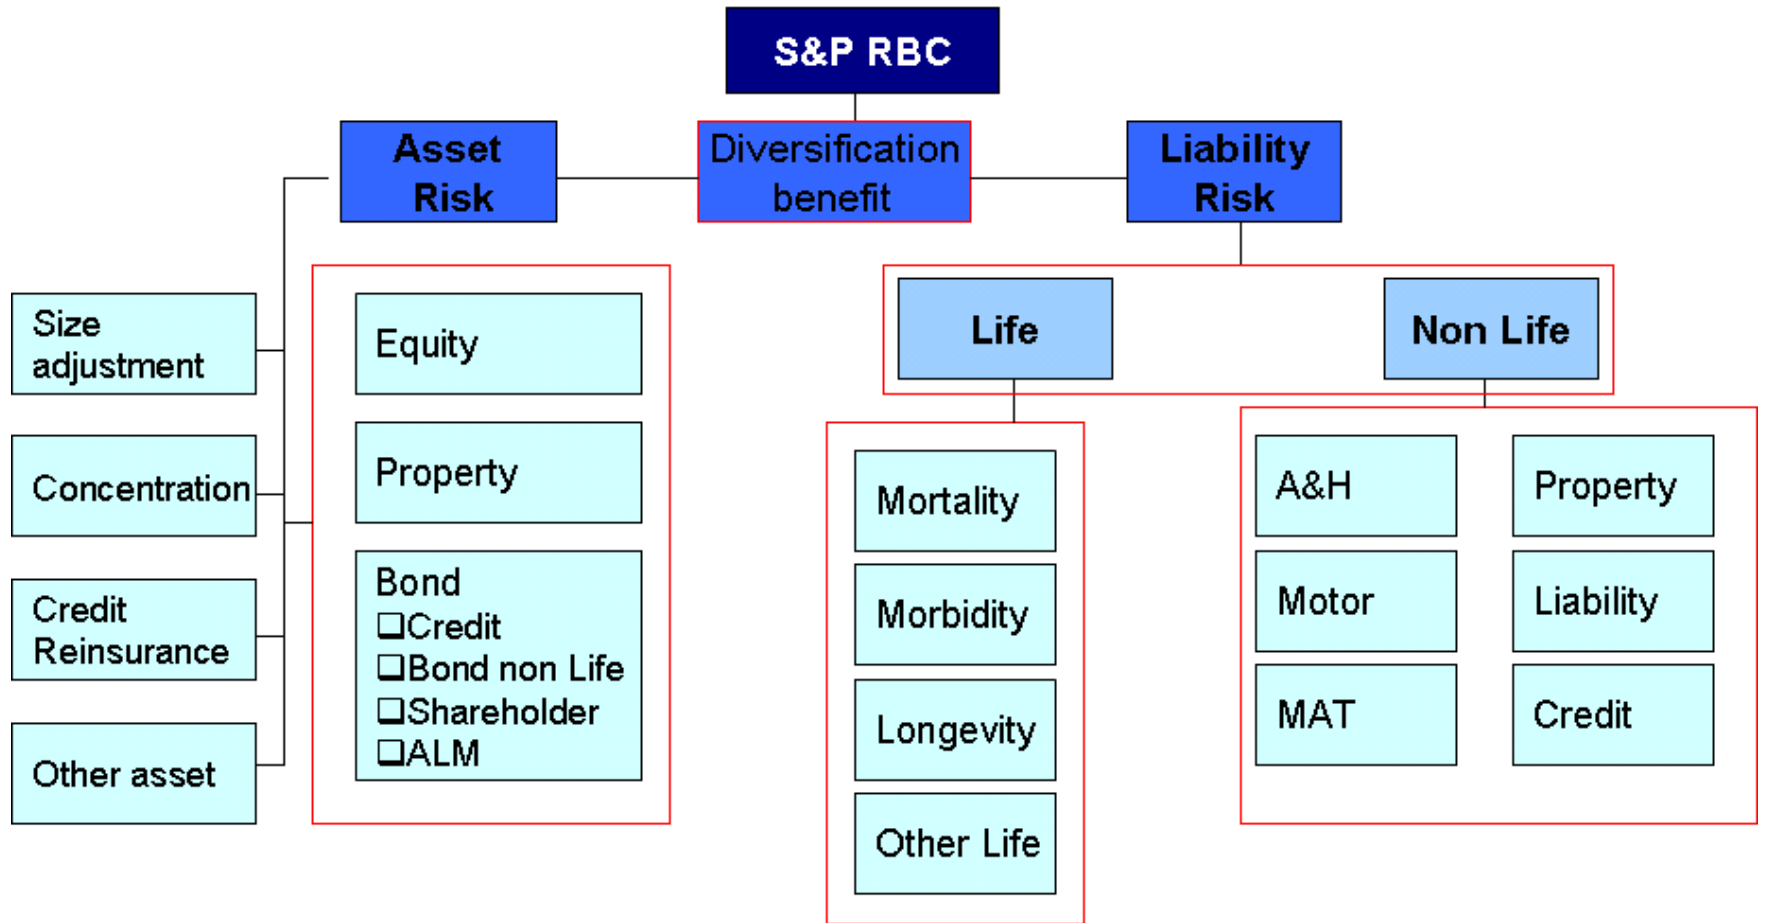 S&P RBC
Asset
Risk
Diversification
benefit
Liability
Risk
Size
adjustment
Concentration
Credit
Reinsurance
Other asset
Equity
Property
Bond
❑Credit
❑Bond non Life
❑Shareholder
❑ALM
Life
Non Life
Mortality
Morbidity
Longevity
Other Life
A&H
Property
Motor
Liability
MAT
Credit